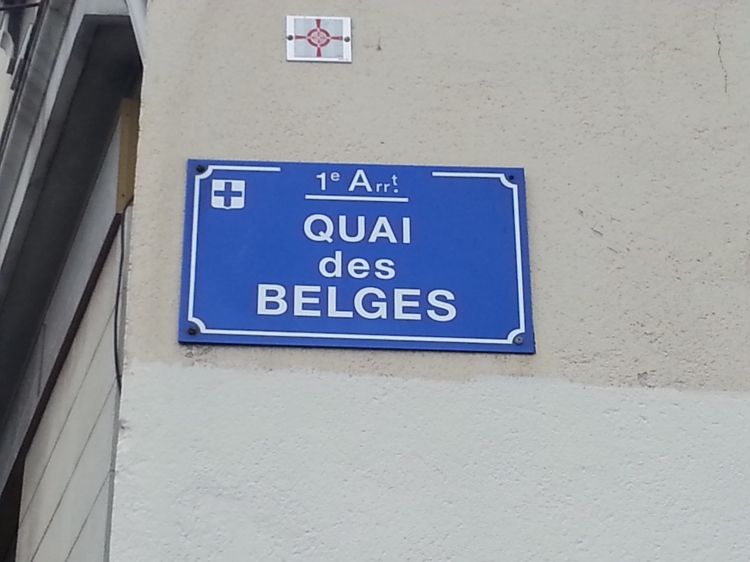 1e Arrt.
QUAI
des
BELGES